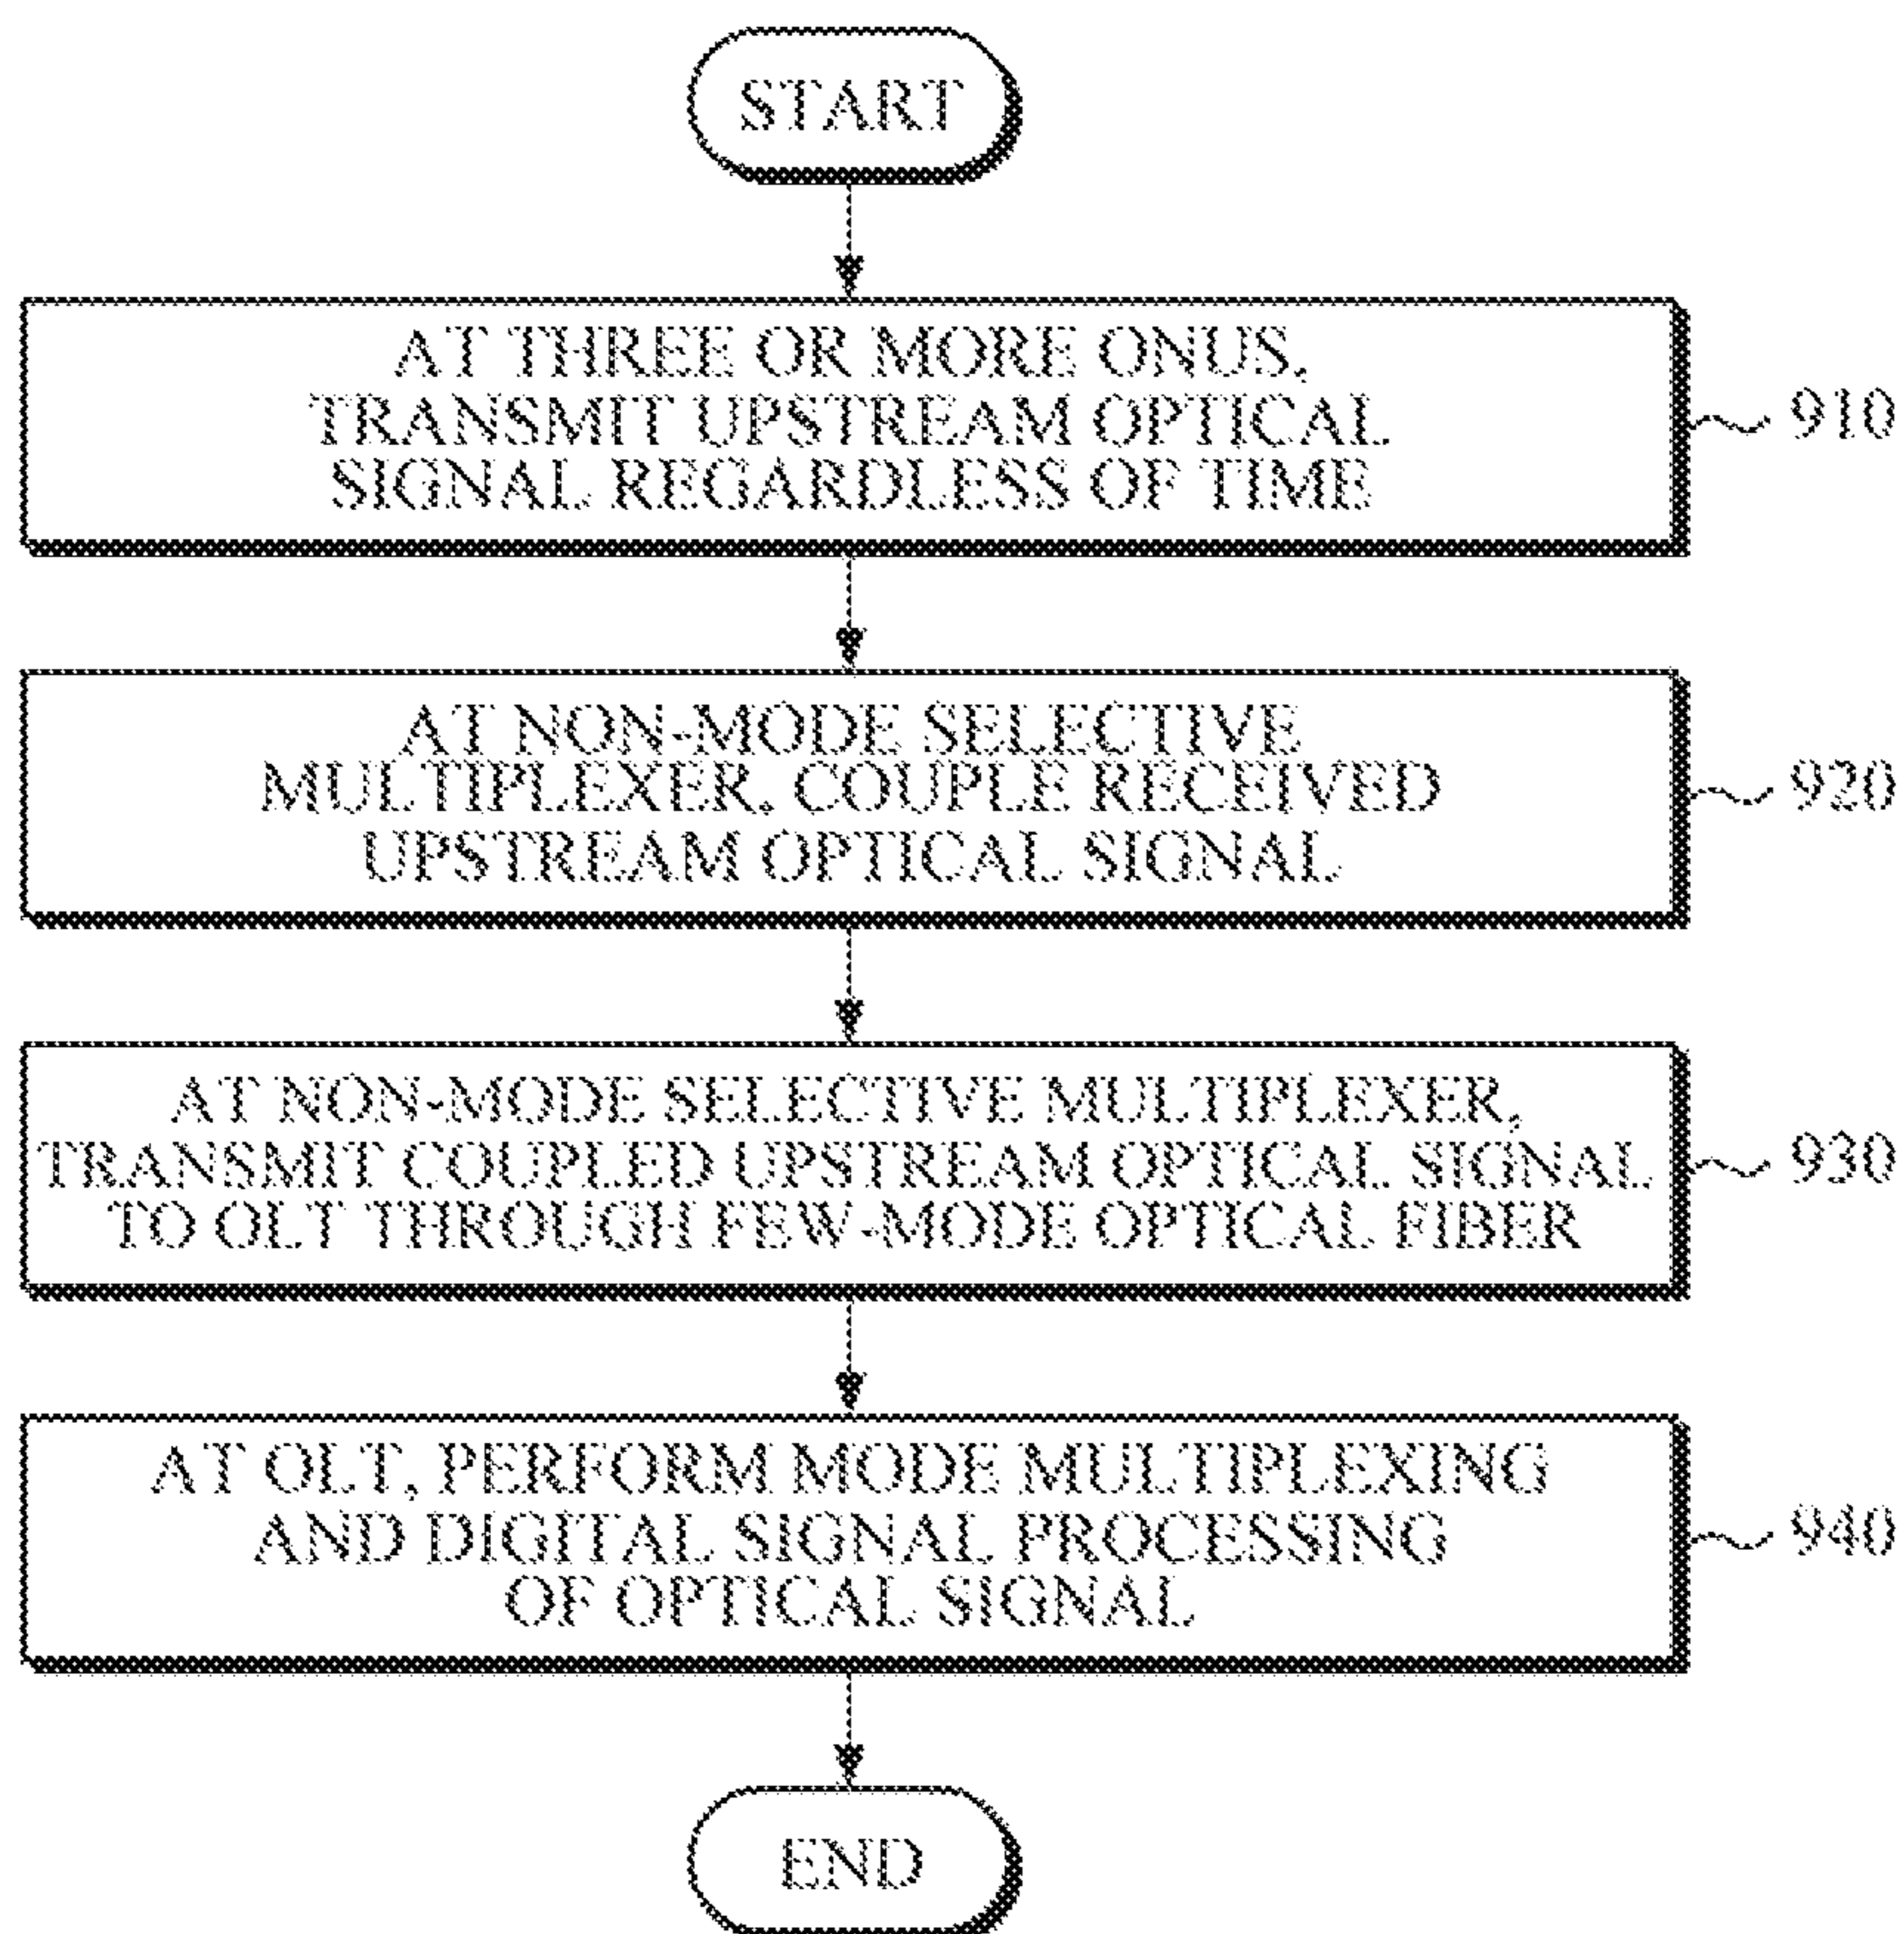 START
AT THREE OR MORE ONUS,
TRANSMIT UPSTREAM OPTICAL
SIGNAL REGARDLESS OF TIME
910
AT NON-MODE SELECTIVE
MULTIPLEXER, COUPLE RECEIVED
UPSTREAM OPTICAL SIGNAL
920
AT NON-MODE SELECTIVE MULTIPLEXER,
TRANSMIT COUPLED UPSTREAM OPTICAL SIGNAL
TO OLT THROUGH FEW-MODE OPTICAL FIBER
930
AT OLT, PERFORM MODE MULTIPLEXING
AND DIGITAL SIGNAL PROCESSING
OF OPTICAL SIGNAL
940
END